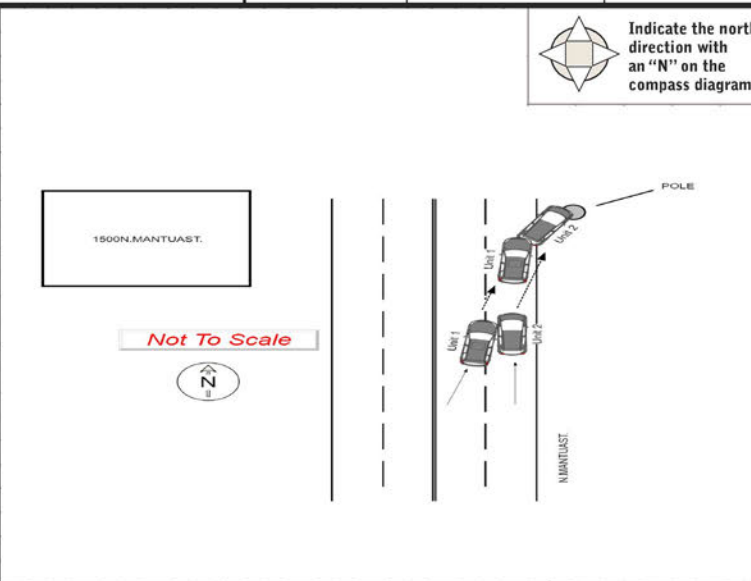 Indicate the north
direction with
an “N” on the
compass diagram
POLE
1500N.MANTUAST.
Unit 2
Unit 1
Not To Scale
Unit 1
Unit 2
N
N.MANTUAST.